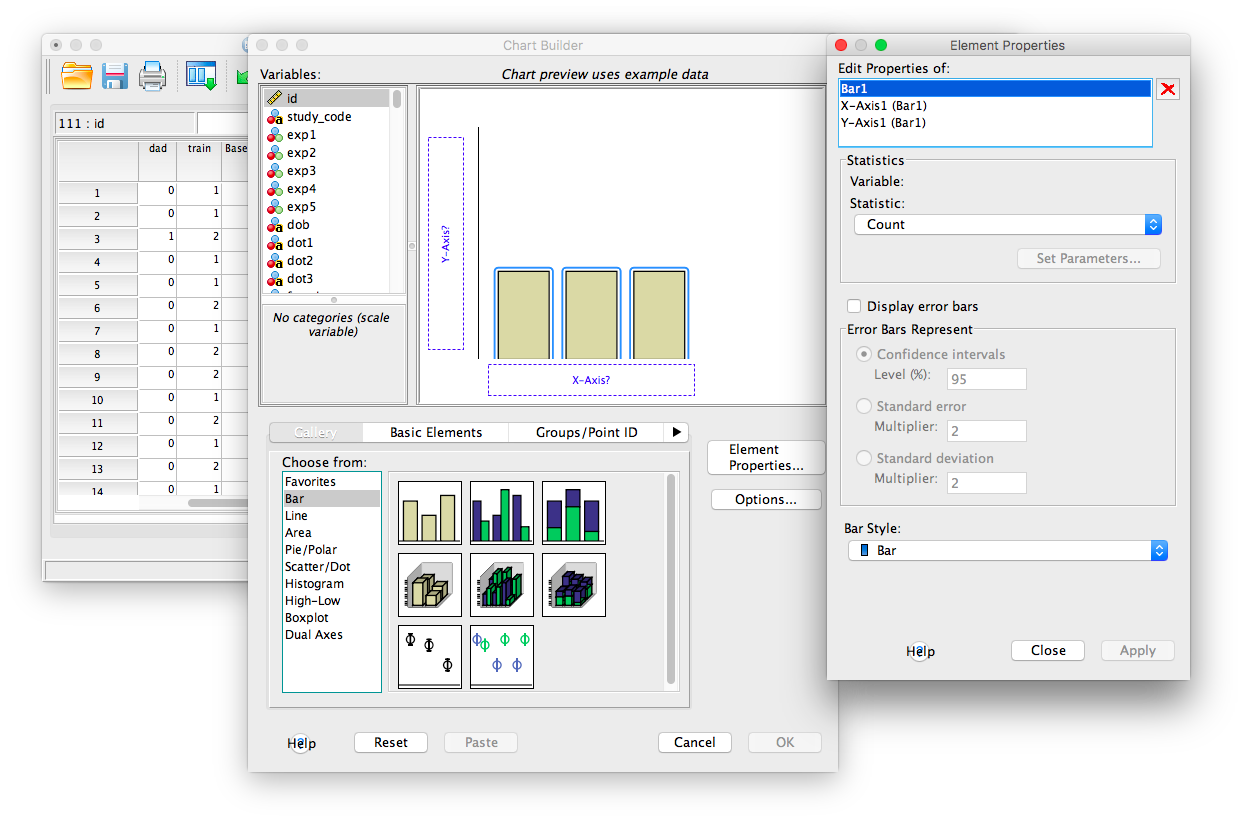 Chart Builder
Element Properties
111 : id
dad train Base
1 0 1
2 0 1
3 1 2
4 0 1
5 0 1
6 0 2
7 0 1
8 0 2
9 0 2
10 0 1
11 0 2
12 0 1
13 0 2
14 0 1
Variables:
id
study_code
exp1
exp2
exp3
exp4
exp5
dob
dot1
dot2
dot3
No categories (scale
variable)
Chart preview uses example data
Y-Axis?
X-Axis?
Gallery Basic Elements Groups/Point ID
Choose from:
Favorites
Bar
Line
Area
Pie/Polar
Scatter/Dot
Histogram
High-Low
Boxplot
Dual Axes
Element
Properties...
Options...
Help Reset Paste Cancel OK
Edit Properties of:
Bar1
X-Axis1 (Bar1)
Y-Axis1 (Bar1)
Statistics
Variable:
Statistic:
Count
Set Parameters...
Display error bars
Error Bars Represent
Confidence intervals
Level (%): 95
Standard error
Multiplier: 2
Standard deviation
Multiplier: 2
Bar Style:
Bar
Help Close Apply